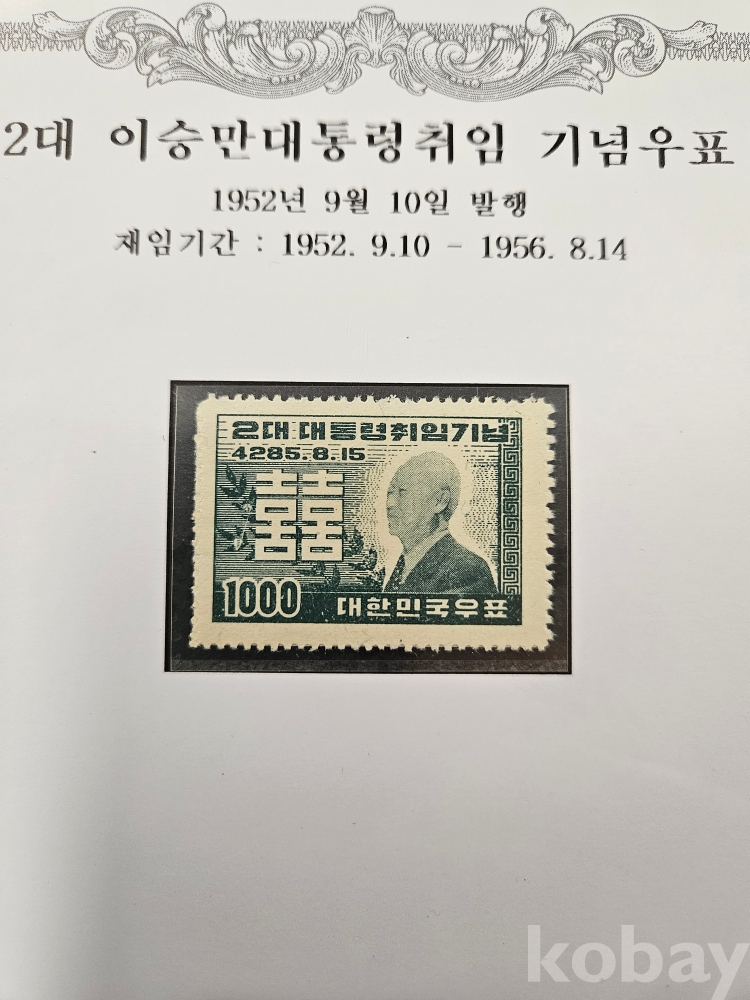 2대 이승만대통령취임 기념우표
1952년 9월 10일 발행
재임기간 : 1952. 9.10 - 1956. 8.14
2대 대통령취임기념
4285.8.15
囍
1000 대한민국우표
kobay